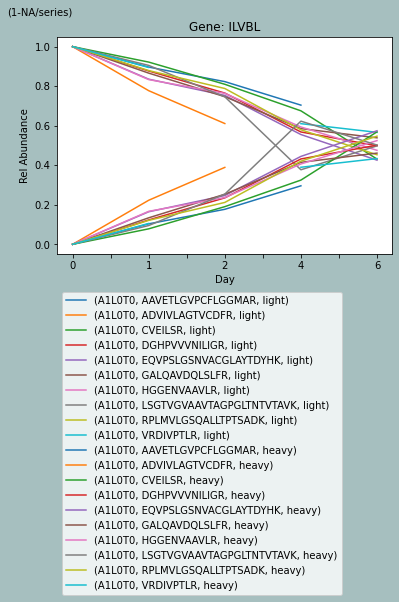 (1-NA/series)
Gene: ILVBL
1.0
0.8
0.6
0.4
0.2
0.0
Rel Abundance
0 1 2 4 6
Day
(A1L0T0, AAVETLGVPCFLGGMAR, light)
(A1L0T0, ADVIVLAGTVCDFR, light)
(A1L0T0, CVEILSR, light)
(A1L0T0, DGHPVVVNILIGR, light)
(A1L0T0, EQVPSLGSNVACGLAYTDYHK, light)
(A1L0T0, GALQAVDQLSLFR, light)
(A1L0T0, HGGENVAAVLR, light)
(A1L0T0, LSGTVGVAAVTAGPGLTNTVTAVK, light)
(A1L0T0, RPLMVLGSQALLTPTSADK, light)
(A1L0T0, VRDIVPTLR, light)
(A1L0T0, AAVETLGVPCFLGGMAR, heavy)
(A1L0T0, ADVIVLAGTVCDFR, heavy)
(A1L0T0, CVEILSR, heavy)
(A1L0T0, DGHPVVVNILIGR, heavy)
(A1L0T0, EQVPSLGSNVACGLAYTDYHK, heavy)
(A1L0T0, GALQAVDQLSLFR, heavy)
(A1L0T0, HGGENVAAVLR, heavy)
(A1L0T0, LSGTVGVAAVTAGPGLTNTVTAVK, heavy)
(A1L0T0, RPLMVLGSQALLTPTSADK, heavy)
(A1L0T0, VRDIVPTLR, heavy)